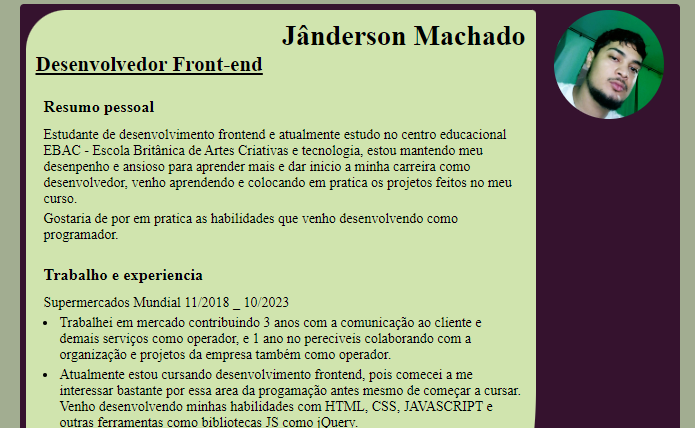 Jânderson Machado
Desenvolvedor Front-end
Resumo pessoal
Estudante de desenvolvimento frontend e atualmente estudo no centro educacional
EBAC - Escola Britânica de Artes Criativas e tecnologia, estou mantendo meu
desenpenho e ansioso para aprender mais e dar inicio a minha carreira como
desenvolvedor, venho aprendendo e colocando em pratica os projetos feitos no meu
curso.
Gostaria de por em pratica as habilidades que venho desenvolvendo como
programador.
Trabalho e experiencia
Supermercados Mundial 11/2018 _ 10/2023
• Trabalhei em mercado contribuindo 3 anos com a comunicação ao cliente e
demais serviços como operador, e 1 ano no pereciveis colaborando com a
organização e projetos da empresa também como operador.
• Atualmente estou cursando desenvolvimento frontend, pois comecei a me
interessar bastante por essa area da progamação antes mesmo de começar a cursar.
Venho desenvolvendo minhas habilidades com HTML, CSS, JAVASCRIPT e
outras ferramentas como bibliotecas JS como jQuery.